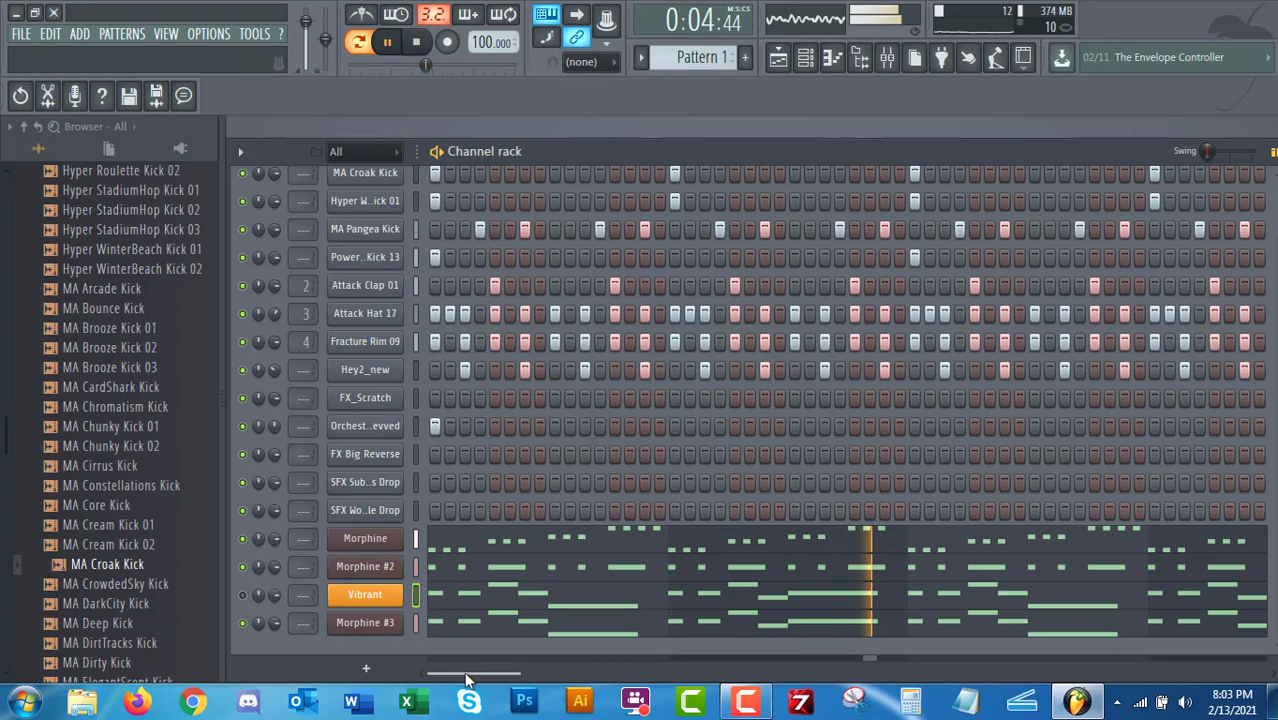 FILE EDIT ADD PATTERNS VIEW OPTIONS TOOLS ?
3.2.
100.000
0:04:44
M:S:CS
(none)
Pattern 1
12
374 MB
10
02/11 The Envelope Controller
Browser - All
Hyper Roulette Kick 02
Hyper StadiumHop Kick 01
Hyper StadiumHop Kick 02
Hyper StadiumHop Kick 03
Hyper WinterBeach Kick 01
Hyper WinterBeach Kick 02
MA Arcade Kick
MA Bounce Kick
MA Brooze Kick 01
MA Brooze Kick 02
MA Brooze Kick 03
MA CardShark Kick
MA Chromatism Kick
MA Chunky Kick 01
MA Chunky Kick 02
MA Cirrus Kick
MA Constellations Kick
MA Core Kick
MA Cream Kick 01
MA Cream Kick 02
MA Croak Kick
MA CrowdedSky Kick
MA DarkCity Kick
MA Deep Kick
MA DirtTracks Kick
MA Dirty Kick
MA ElegantScent Kick
All
Channel rack
Swing
MA Croak Kick
Hyper W..ick 01
MA Pangea Kick
Power..Kick 13
2 Attack Clap 01
3 Attack Hat 17
4 Fracture Rim 09
Hey2_new
FX_Scratch
Orchest..evved
FX Big Reverse
SFX Sub..s Drop
SFX Wo..le Drop
Morphine
Morphine #2
Vibrant
Morphine #3
+
Ps
Ai
7
8:03 PM
2/13/2021